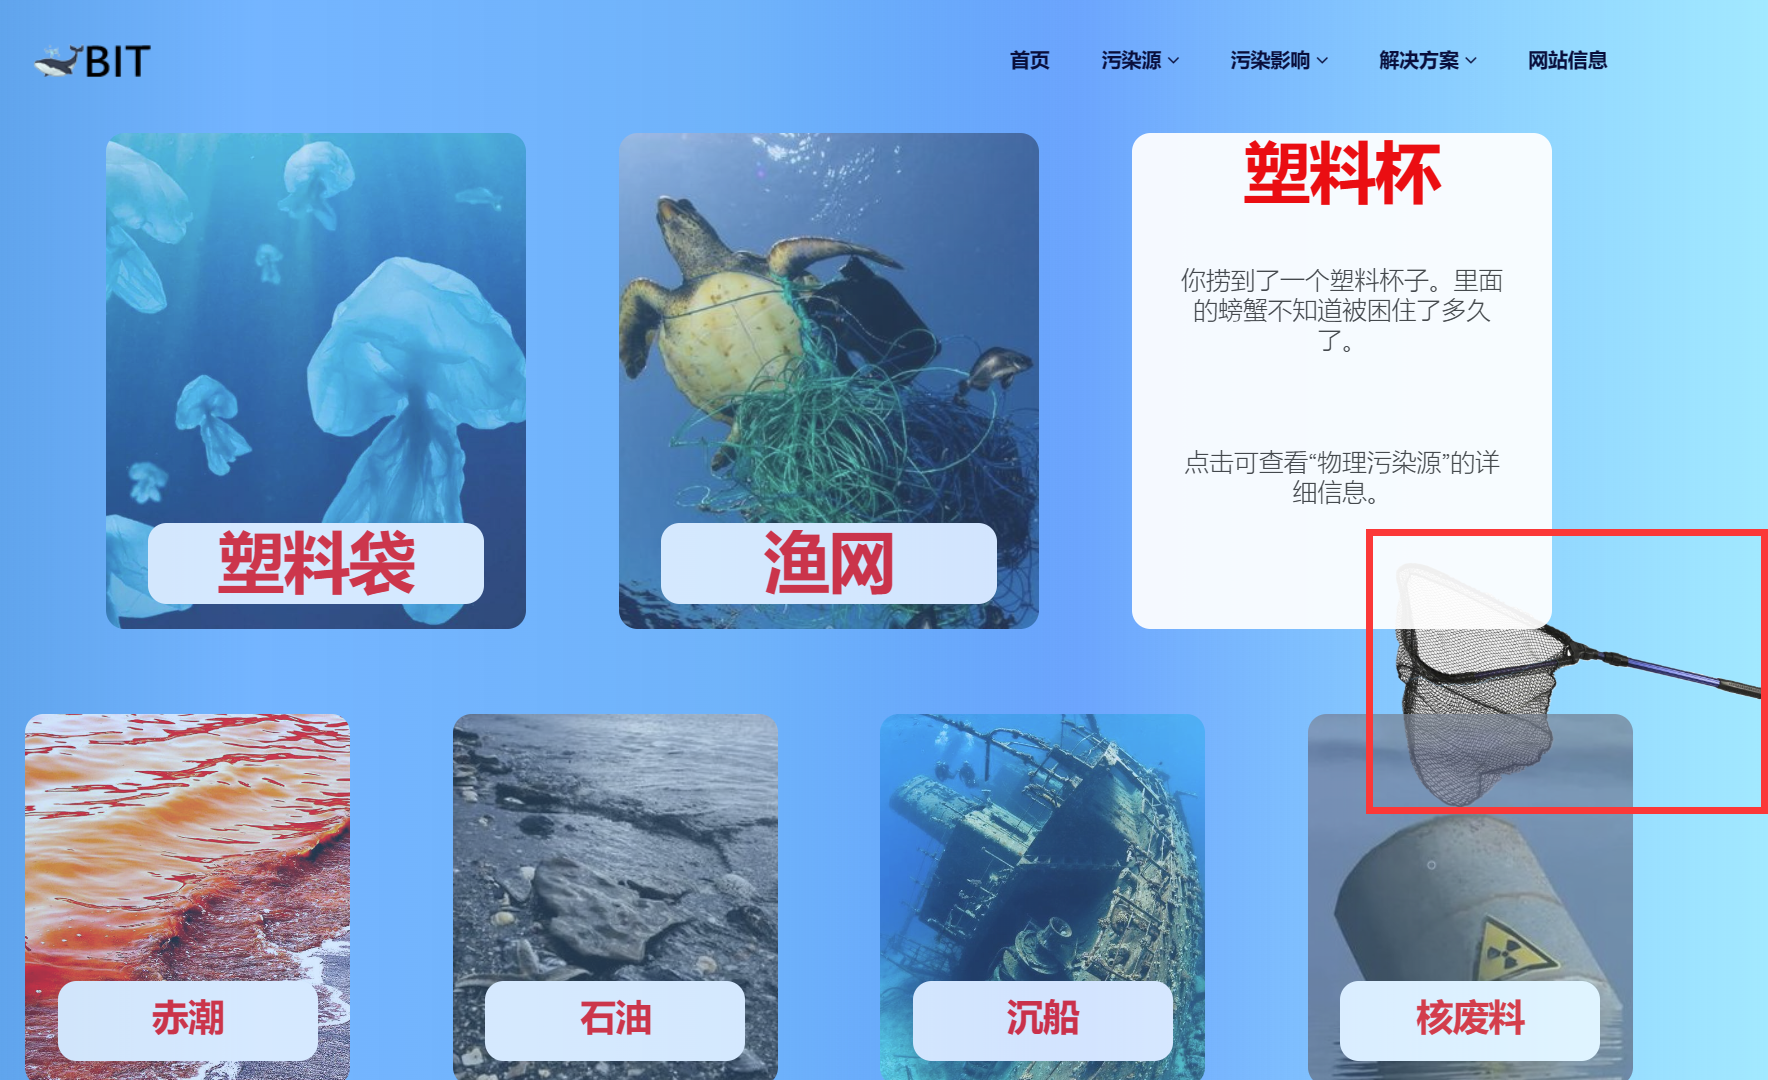 BIT
首页 污染源 污染影响 解决方案 网站信息
塑料杯
你捞到了一个塑料杯子。里面
的螃蟹不知道被困住了多久
了。
点击可查看“物理污染源”的详
细信息。
塑料袋
渔网
赤潮
石油
沉船
核废料